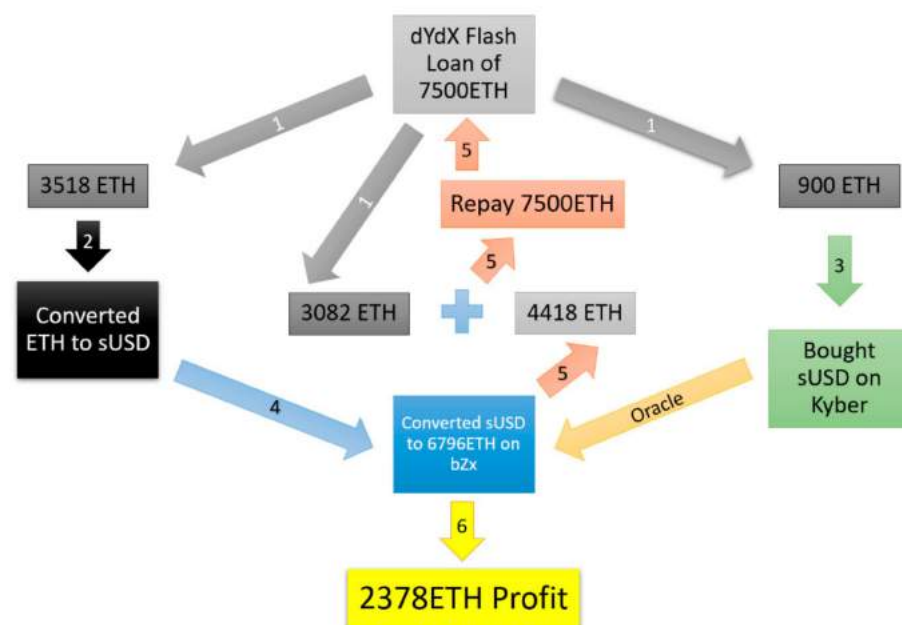 dYdX Flash
Loan of
7500ETH
1
1
1
3518 ETH
5
Repay 7500ETH
900 ETH
2
5
3
3082 ETH
4418 ETH
Converted
ETH to sUSD
Bought
sUSD on
Kyber
4
5
Oracle
Converted sUSD
to 6796ETH on
bZx
6
2378ETH Profit